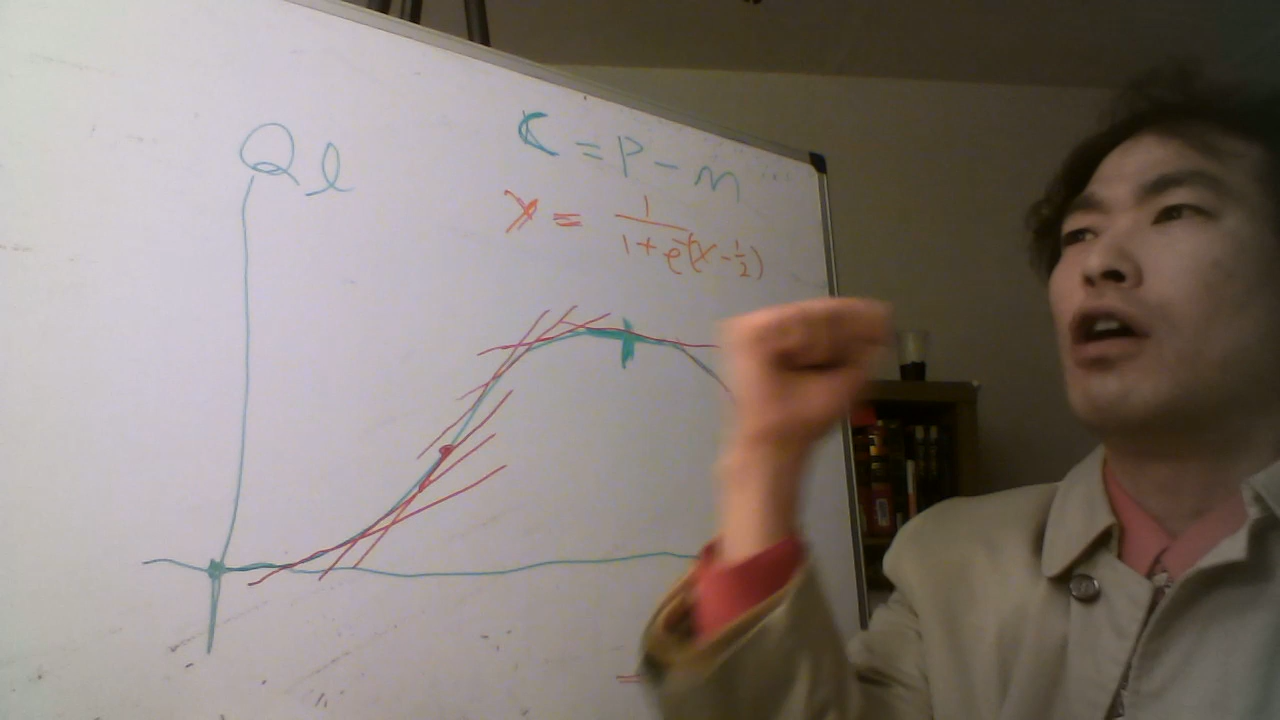 Ql
C = P - m
x = 1 / 1 + e^-(x - 1/2)